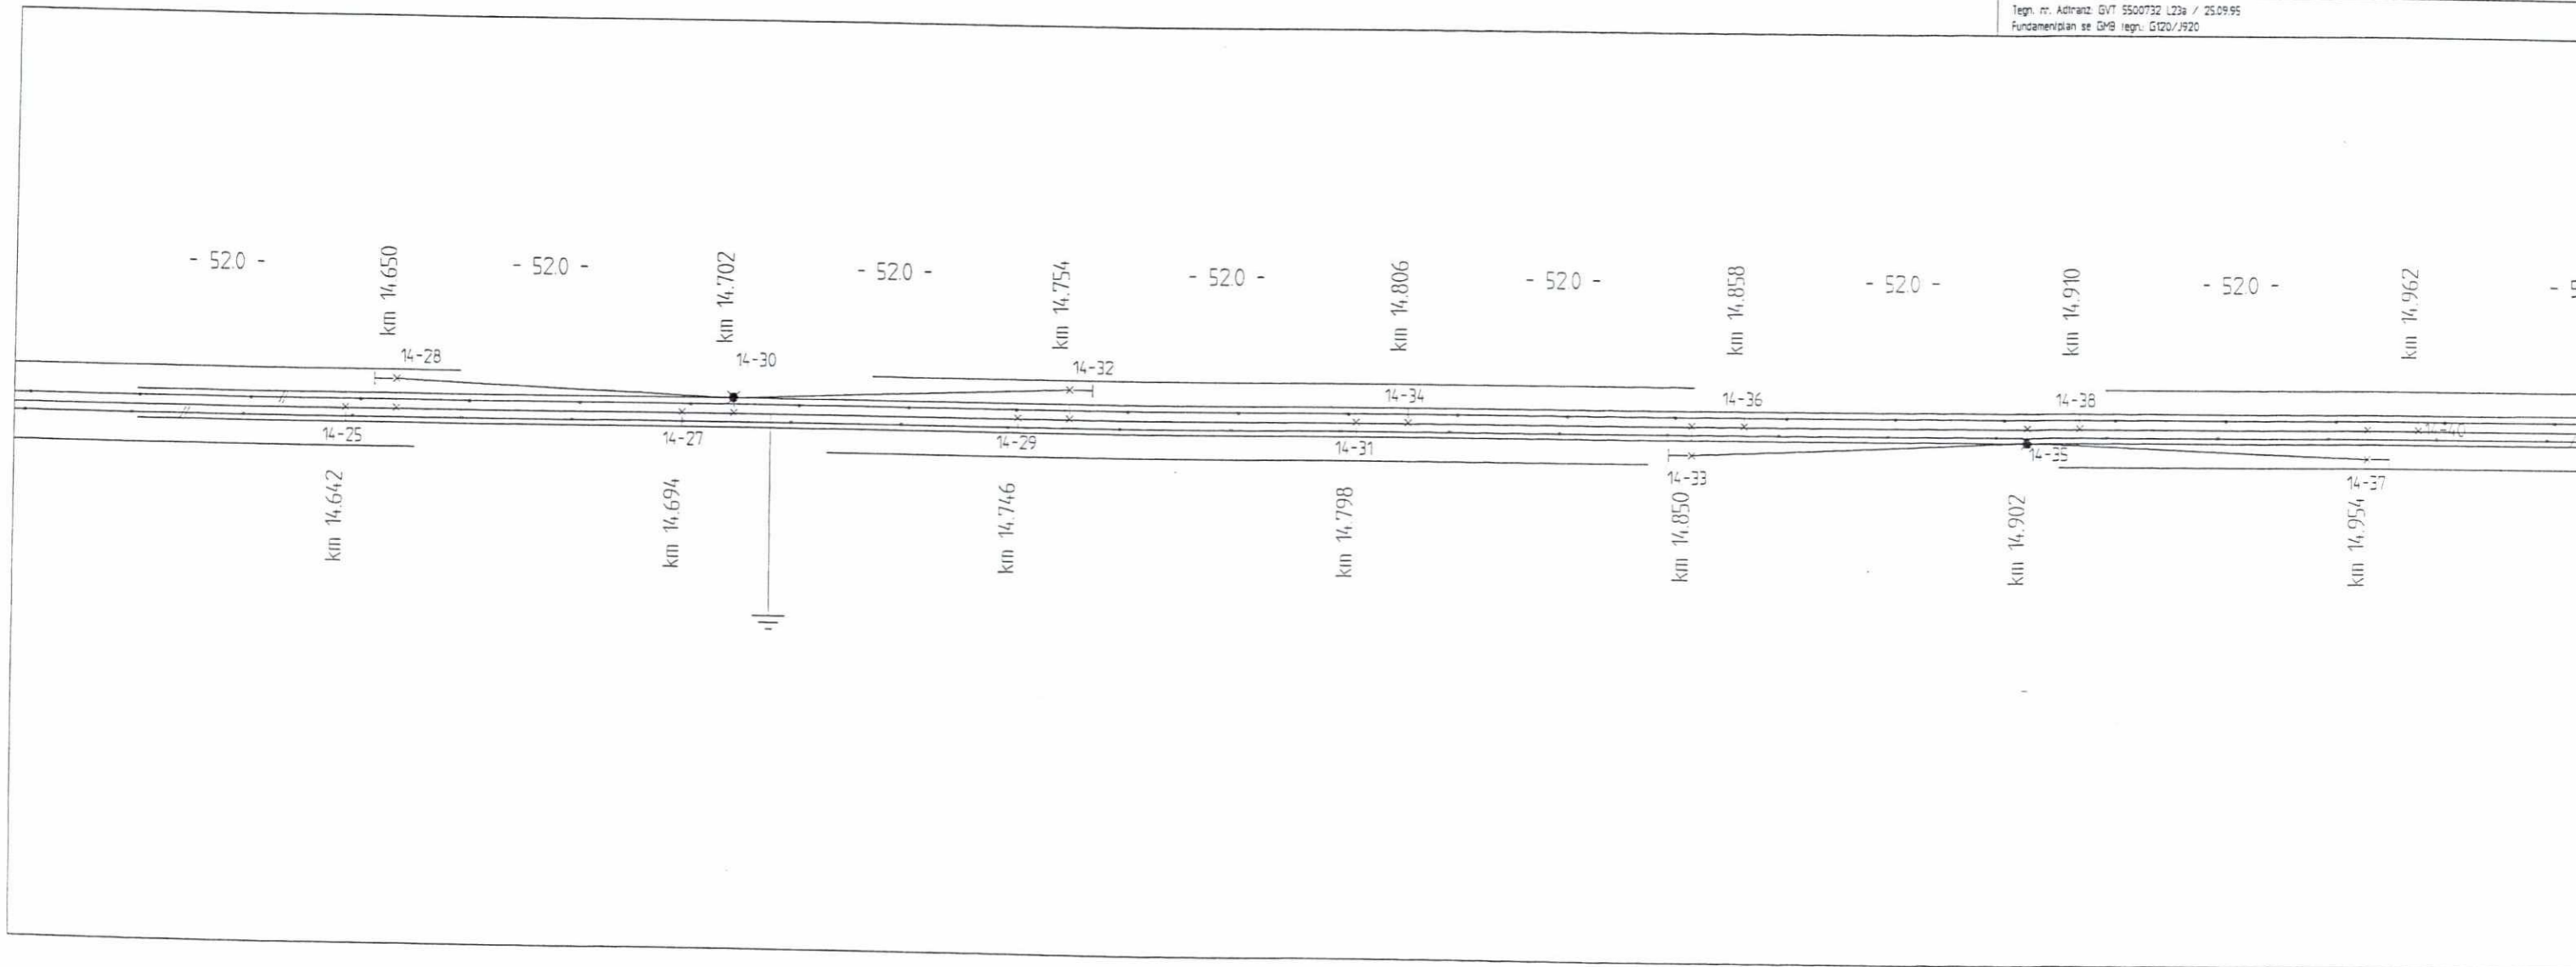 Tegn. nr. Adtranz: GVT 5500732 L23a / 25.09.95
Fundamentplan se GMB tegn.: G120/J920
- 52.0 -
km 14.650
- 52.0 -
km 14.702
- 52.0 -
km 14.754
- 52.0 -
km 14.806
- 52.0 -
km 14.858
- 52.0 -
km 14.910
- 52.0 -
km 14.962
14-28
14-30
14-32
14-34
14-36
14-38
14-40
14-25
14-27
14-29
14-31
14-33
14-35
14-37
km 14.642
km 14.694
km 14.746
km 14.798
km 14.850
km 14.902
km 14.954